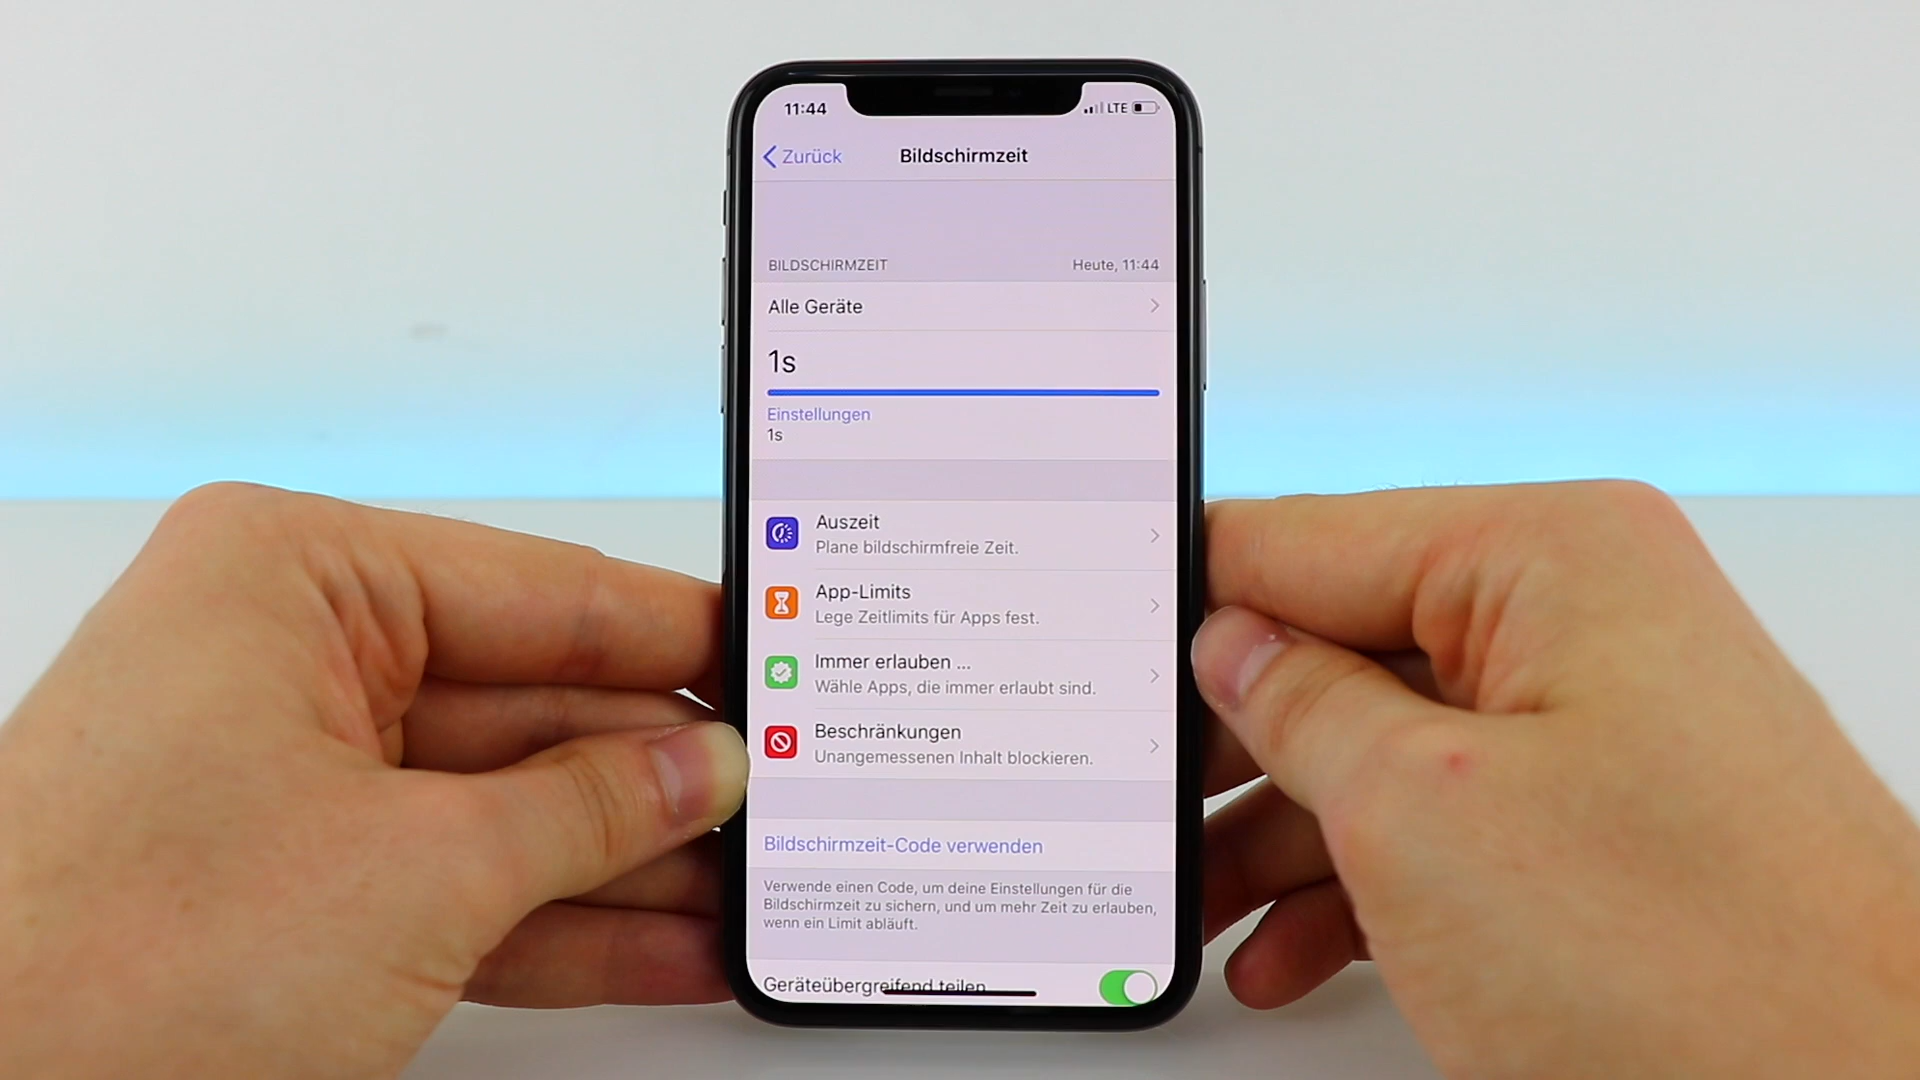 11:44
LTE
Zurück
Bildschirmzeit
BILDSCHIRMZEIT
Heute, 11:44
Alle Geräte
1s
Einstellungen
1s
Auszeit
Plane bildschirmfreie Zeit.
App-Limits
Lege Zeitlimits für Apps fest.
Immer erlauben ...
Wähle Apps, die immer erlaubt sind.
Beschränkungen
Unangemessenen Inhalt blockieren.
Bildschirmzeit-Code verwenden
Verwende einen Code, um deine Einstellungen für die
Bildschirmzeit zu sichern, und um mehr Zeit zu erlauben,
wenn ein Limit abläuft.
Geräteübergreifend teilen